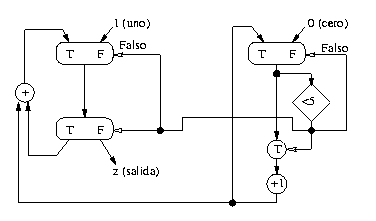 1 (uno)
0 (cero)
Falso
Falso
T F
T F
+
<5
T F
T
z (salida)
+1